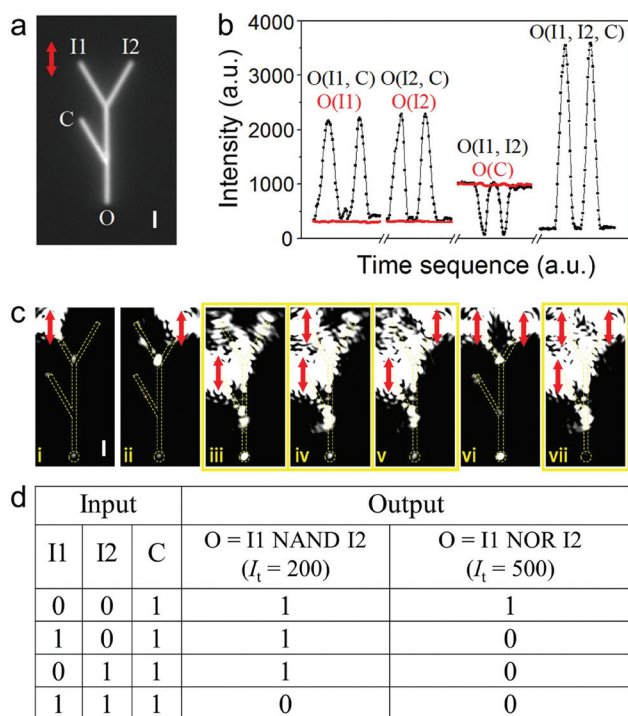 a
I1 I2
C
O
b
Intensity (a.u.)
4000
3000
2000
1000
0
O(I1, C)
O(I1)
O(I2, C)
O(I2)
O(I1, I2)
O(C)
O(I1, I2, C)
Time sequence (a.u.)
c
i
ii
iii
iv
v
vi
vii
d
Input Output
I1 I2 C O = I1 NAND I2 O = I1 NOR I2
(It = 200) (It = 500)
0 0 1 1 1
1 0 1 1 0
0 1 1 1 0
1 1 1 0 0